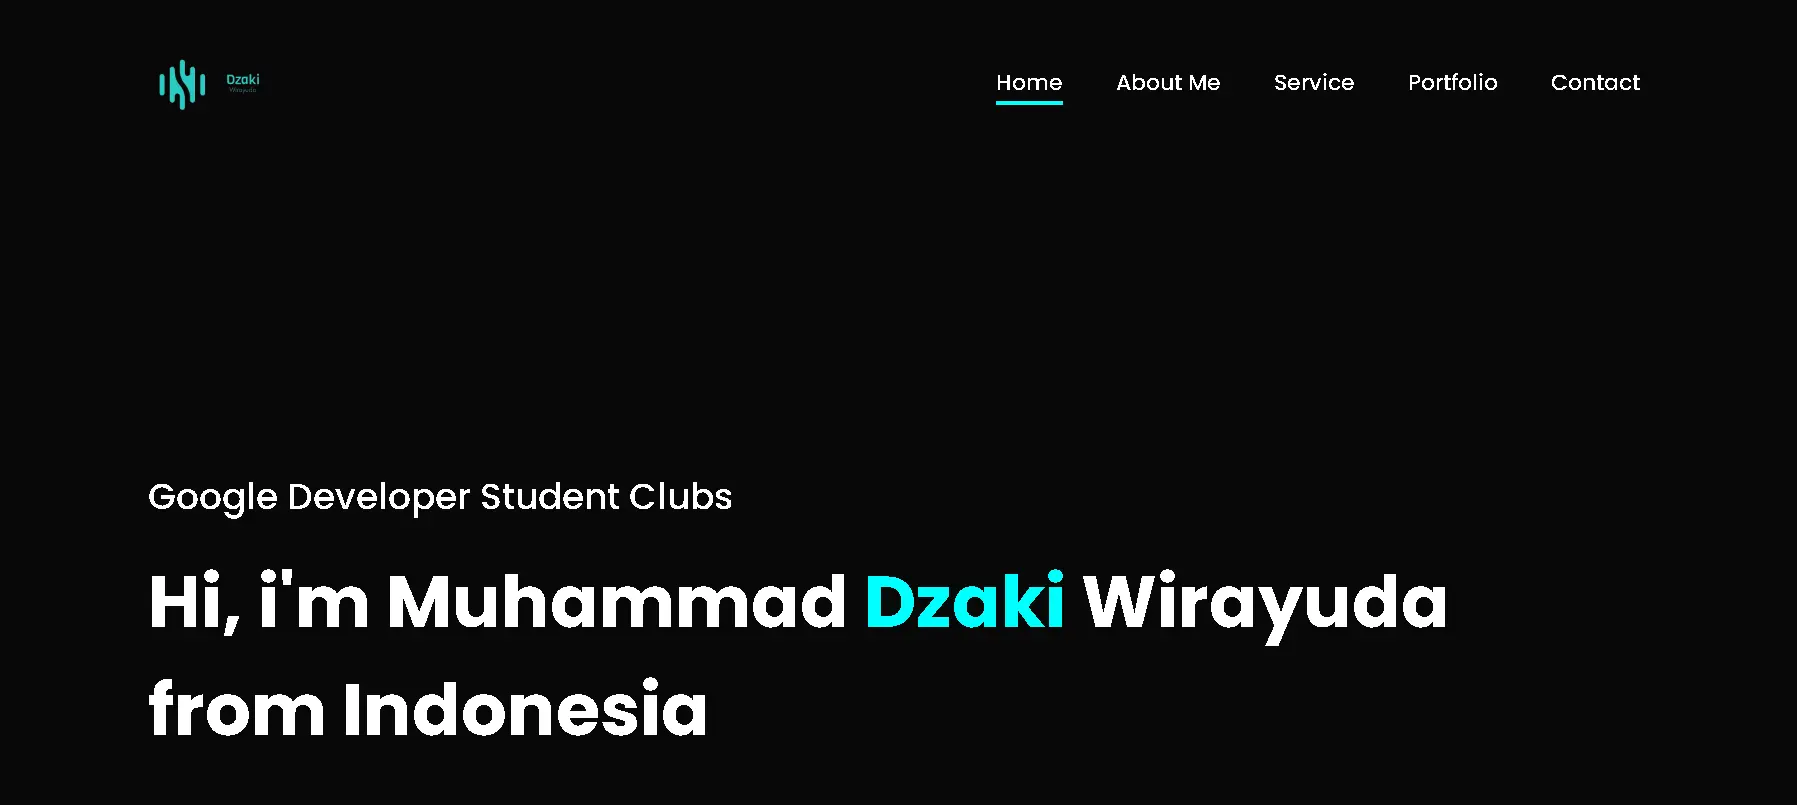 Dzaki
Wirayuda
Home About Me Service Portfolio Contact
Google Developer Student Clubs
Hi, i'm Muhammad Dzaki Wirayuda
from Indonesia